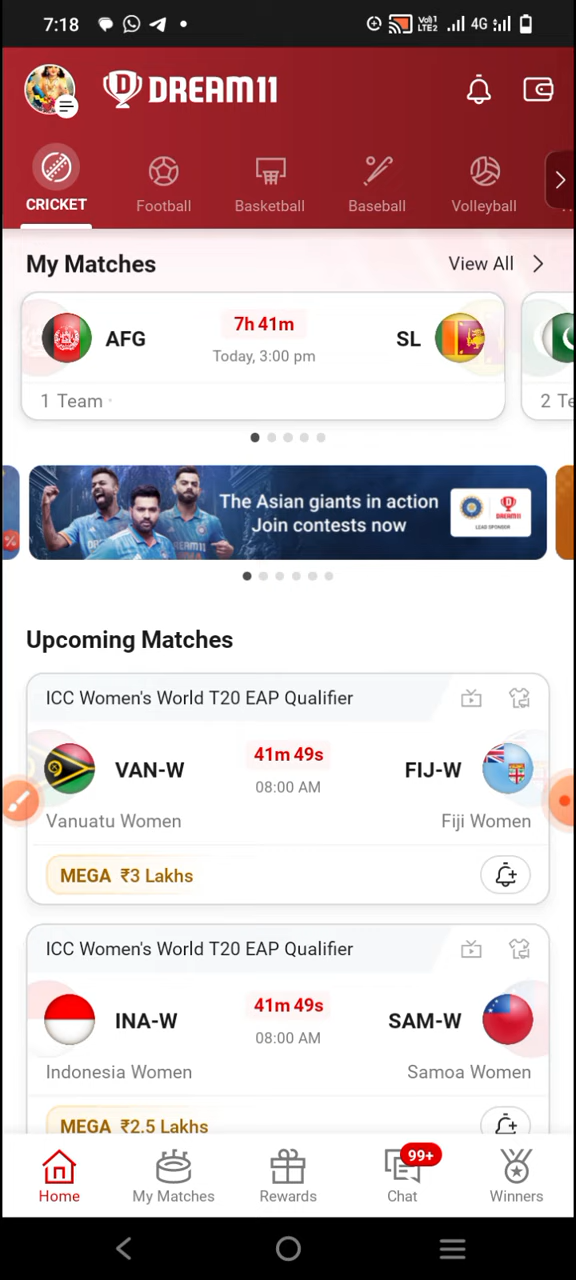 7:18 Vo)) 1 LTE2 4G
DREAM11
CRICKET Football Basketball Baseball Volleyball
My Matches View All
AFG 7h 41m SL
Today, 3:00 pm
1 Team 2 Te
The Asian giants in action
Join contests now
DREAM11
LEAD SPONSOR
Upcoming Matches
ICC Women's World T20 EAP Qualifier
VAN-W 41m 49s FIJ-W
08:00 AM
Vanuatu Women Fiji Women
MEGA ₹3 Lakhs
ICC Women's World T20 EAP Qualifier
INA-W 41m 49s SAM-W
08:00 AM
Indonesia Women Samoa Women
MEGA ₹2.5 Lakhs
99+
Home My Matches Rewards Chat Winners